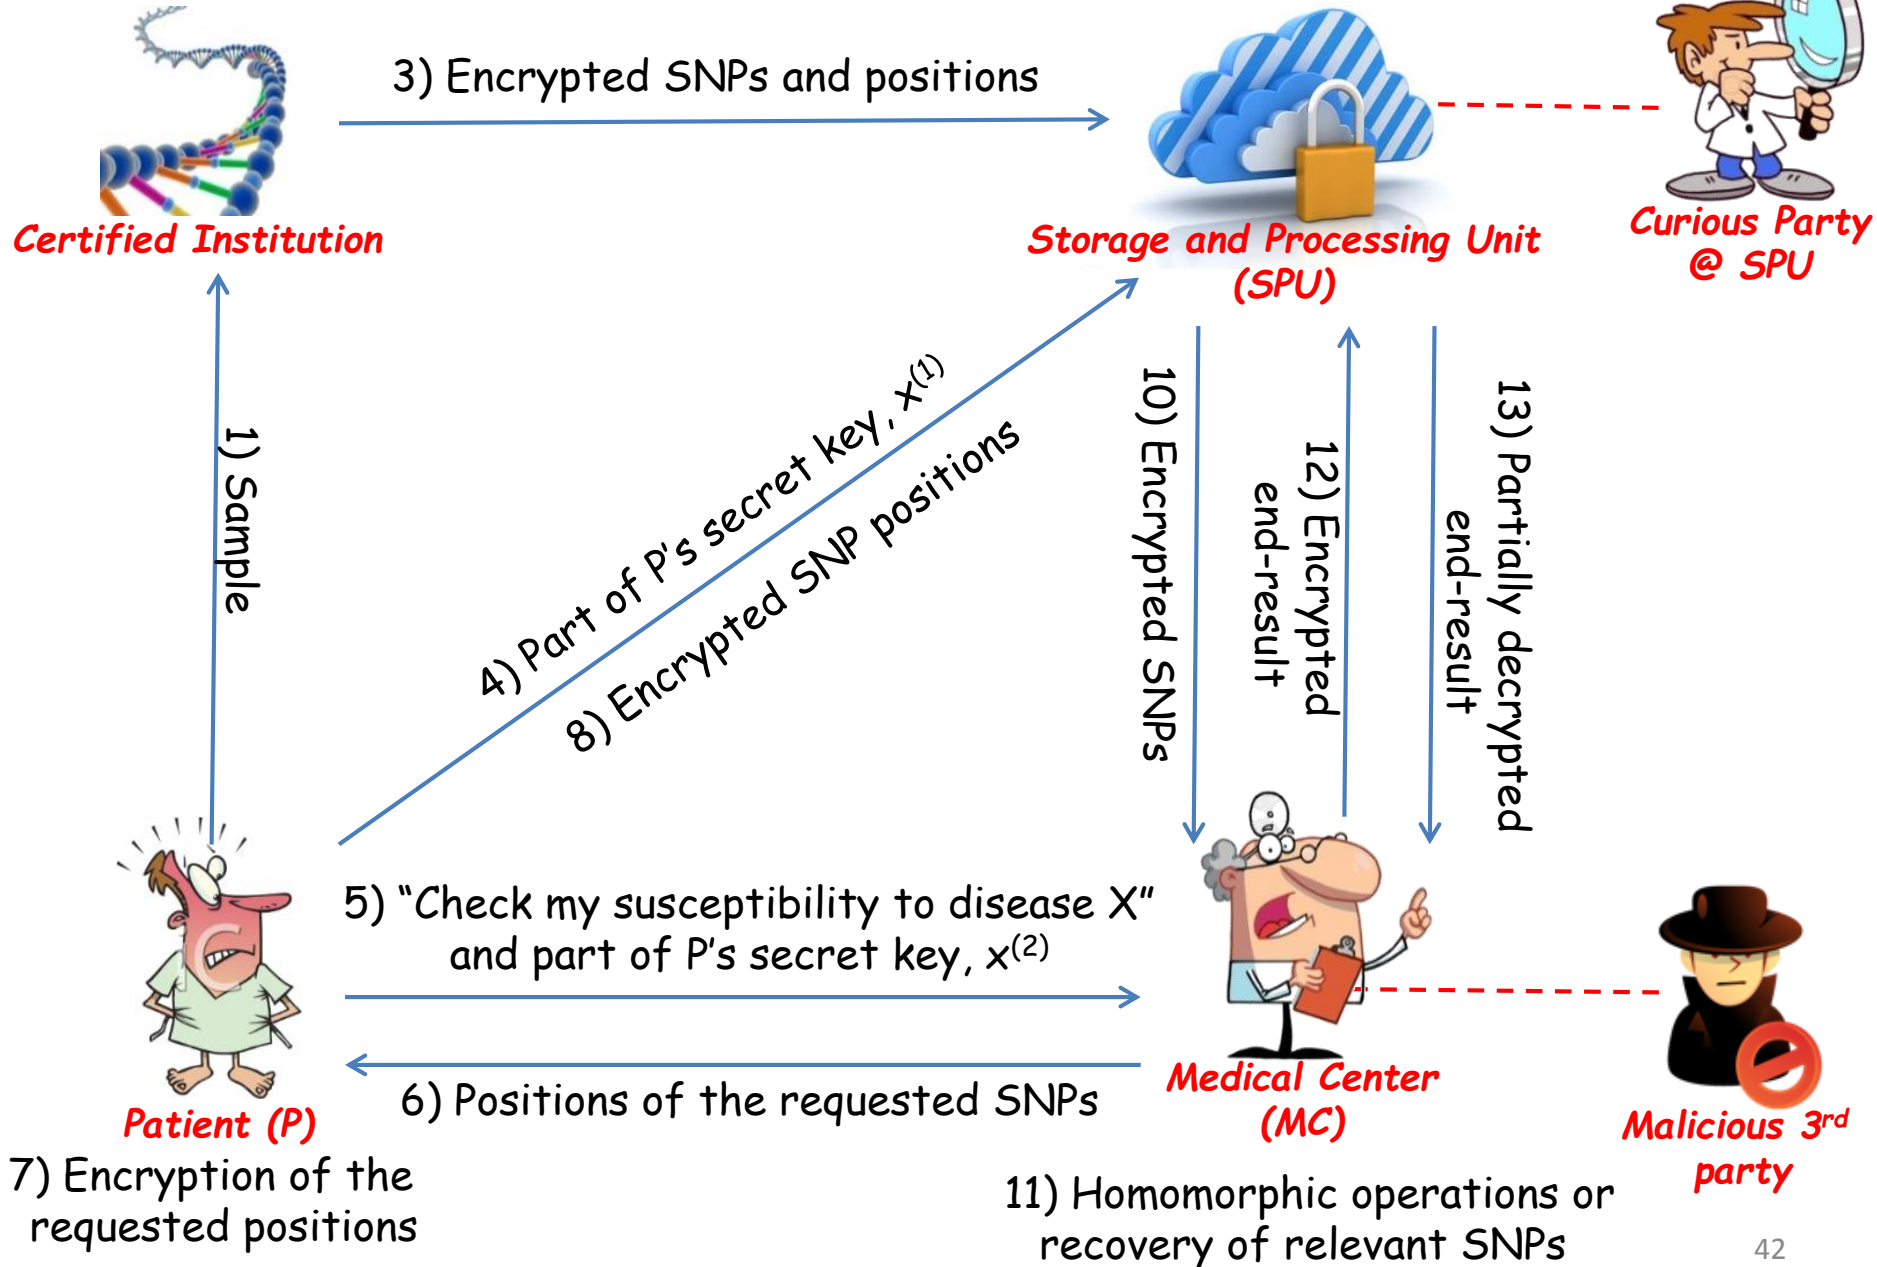 3) Encrypted SNPs and positions
Certified Institution
Storage and Processing Unit
(SPU)
Curious Party
@ SPU
1) Sample
4) Part of P's secret key, x⁽¹⁾
8) Encrypted SNP positions
10) Encrypted SNPs
12) Encrypted
end-result
13) Partially decrypted
end-result
5) “Check my susceptibility to disease X”
and part of P’s secret key, x⁽²⁾
6) Positions of the requested SNPs
Patient (P)
7) Encryption of the
requested positions
Medical Center
(MC)
11) Homomorphic operations or
recovery of relevant SNPs
Malicious 3rd
party
42